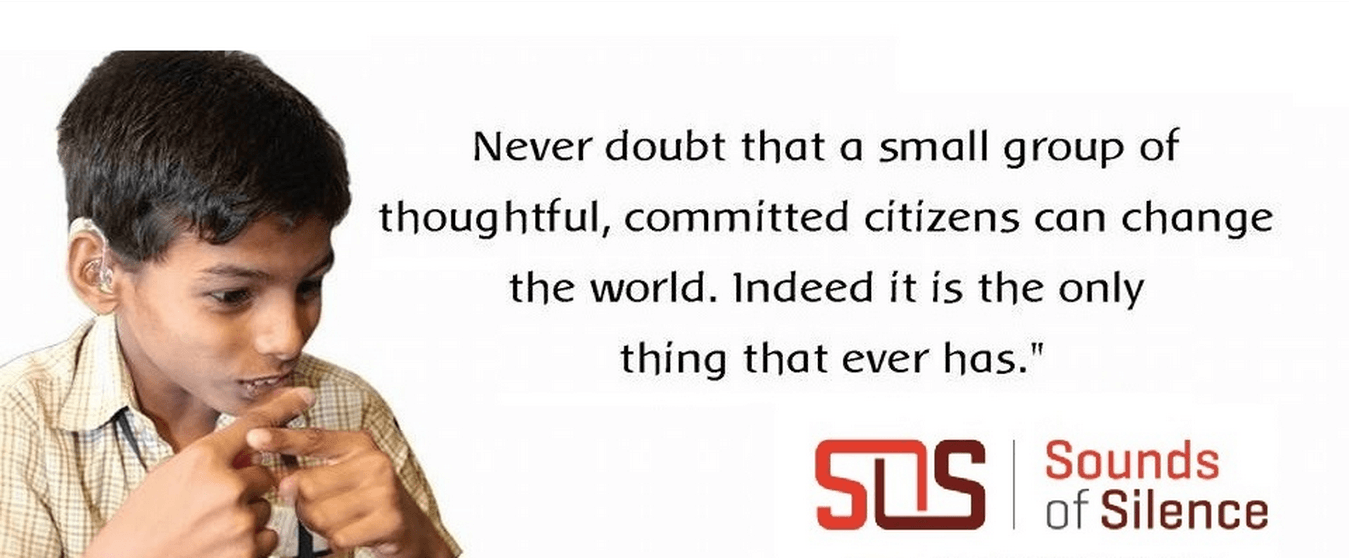 Never doubt that a small group of
thoughtful, committed citizens can change
the world. Indeed it is the only
thing that ever has."
SOS
Sounds
of Silence